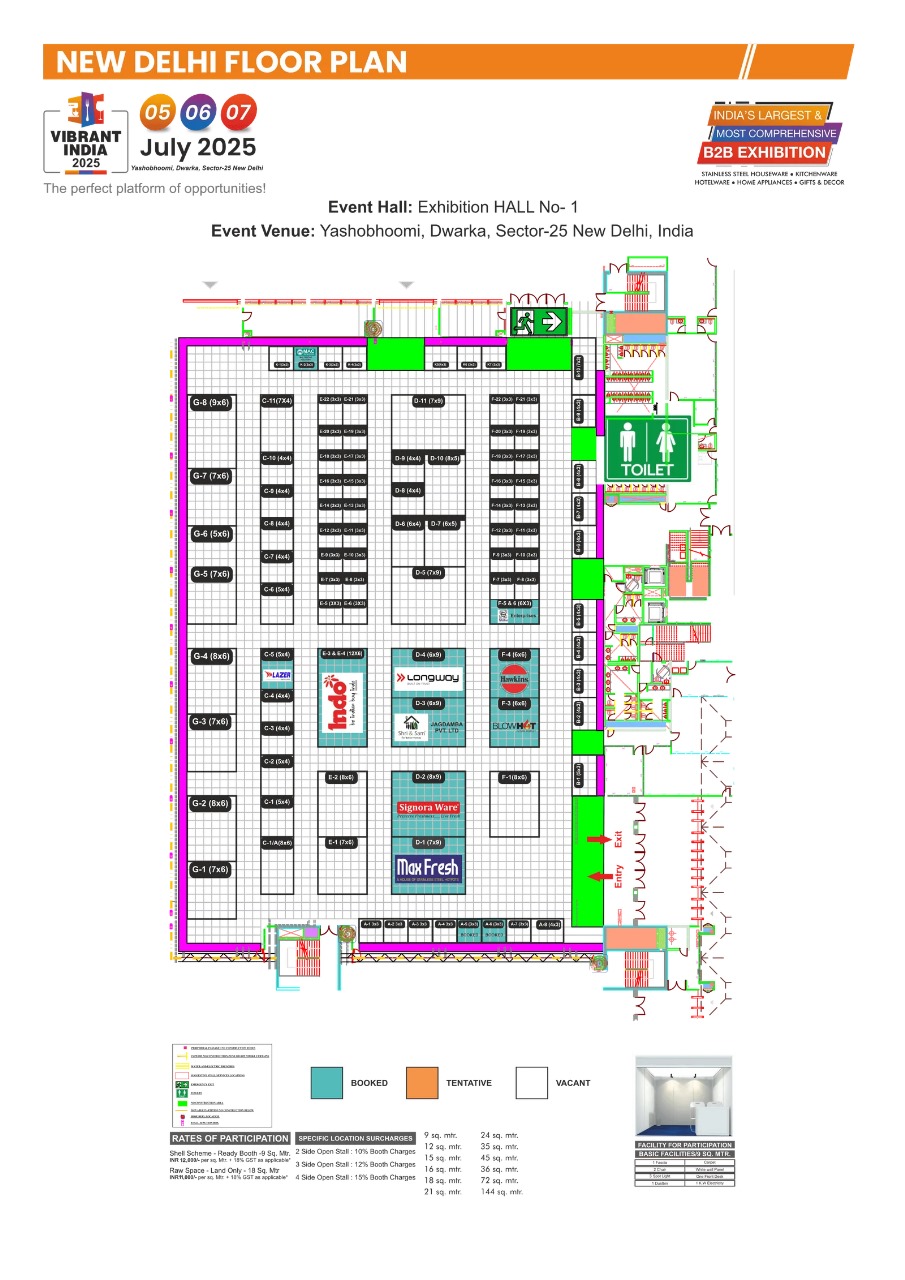 NEW DELHI FLOOR PLAN
VIBRANT
INDIA
2025
05 06 07
July 2025
Yashobhoomi, Dwarka, Sector-25 New Delhi
The perfect platform of opportunities!
INDIA'S LARGEST &
MOST COMPREHENSIVE
B2B EXHIBITION
STAINLESS STEEL HOUSEWARE ● KITCHENWARE
HOTELWARE ● HOME APPLIANCES ● GIFTS & DECOR
Event Hall: Exhibition HALL No- 1
Event Venue: Yashobhoomi, Dwarka, Sector-25 New Delhi, India
G-8 (9x6)
G-7 (7x6)
G-6 (5x6)
G-5 (7x6)
G-4 (8x6)
G-3 (7x6)
G-2 (8x6)
G-1 (7x6)
C-11(7X4)
C-10 (4x4)
C-9 (4x4)
C-8 (4x4)
C-7 (4x4)
C-6 (5x4)
C-5 (5x4)
LAZER
C-4 (4x4)
C-3 (4x4)
C-2 (5x4)
C-1 (5x4)
C-1/A(8x6)
E-22 (3x3) E-21 (3x3)
E-20 (3x3) E-19 (3x3)
E-18 (3x3) E-17 (3x3)
E-16 (3x3) E-15 (3x3)
E-14 (3x3) E-13 (3x3)
E-12 (3x3) E-11 (3x3)
E-9 (3x3) E-10 (3x3)
E-7 (3x3) E-8 (3x3)
E-5 (3X3) E-6 (3X3)
E-3 & E-4 (12X6)
Indo
E-2 (8x6)
E-1 (7x6)
D-11 (7x9)
D-9 (4x4) D-10 (8x5)
D-8 (4x4)
D-6 (6x4) D-7 (6x5)
D-5 (7x9)
D-4 (6x9)
LONGWAY
D-3 (6x9)
Shri & Sam
JAGDAMBA
PVT. LTD
D-2 (8x9)
Signora Ware
D-1 (7x9)
Max Fresh
F-22 (3x3) F-21 (3x3)
F-20 (3x3) F-19 (3x3)
F-18 (3x3) F-17 (3x3)
F-16 (3x3) F-15 (3x3)
F-14 (3x3) F-13 (3x3)
F-12 (3x3) F-11 (3x3)
F-9 (3x3) F-10 (3x3)
F-7 (3x3) F-8 (3x3)
F-5 & 6 (6X3)
Enterprises
F-4 (6x6)
Hawkins
F-3 (6x6)
BLOWHOT
F-1(8x6)
TOILET
Exit
Entry
A-1 3x3 A-2 3x3 A-3 (3x3) A-4 (3x3) A-5 (3x3) A-6 (3x3) A-7 (3x3) A-8 (4x3)
BOOKED BOOKED
BOOKED
TENTATIVE
VACANT
RATES OF PARTICIPATION
Shell Scheme - Ready Booth -9 Sq. Mtr.
INR 12,000/- per sq. Mtr. + 18% GST as applicable*
Raw Space - Land Only - 18 Sq. Mtr
INR11,800/- per sq. Mtr. + 18% GST as applicable*
SPECIFIC LOCATION SURCHARGES
2 Side Open Stall : 10% Booth Charges
3 Side Open Stall : 12% Booth Charges
4 Side Open Stall : 15% Booth Charges
9 sq. mtr.
12 sq. mtr.
15 sq. mtr.
16 sq. mtr.
18 sq. mtr.
21 sq. mtr.
24 sq. mtr.
35 sq. mtr.
45 sq. mtr.
36 sq. mtr.
72 sq. mtr.
144 sq. mtr.
FACILITY FOR PARTICIPATION
BASIC FACILITIES/9 SQ. MTR.